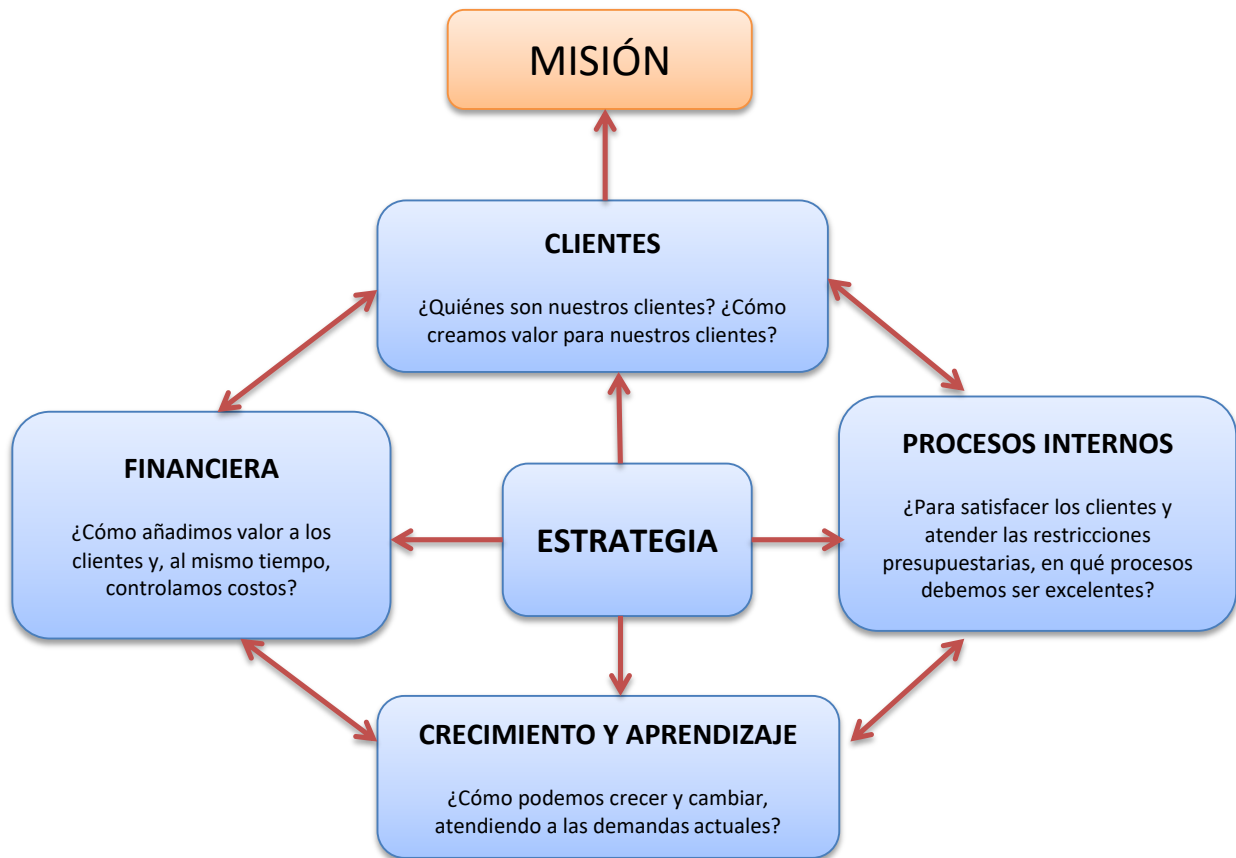 MISIÓN
CLIENTES
¿Quiénes son nuestros clientes? ¿Cómo
creamos valor para nuestros clientes?
FINANCIERA
¿Cómo añadimos valor a los
clientes y, al mismo tiempo,
controlamos costos?
ESTRATEGIA
PROCESOS INTERNOS
¿Para satisfacer los clientes y
atender las restricciones
presupuestarias, en qué procesos
debemos ser excelentes?
CRECIMIENTO Y APRENDIZAJE
¿Cómo podemos crecer y cambiar,
atendiendo a las demandas actuales?